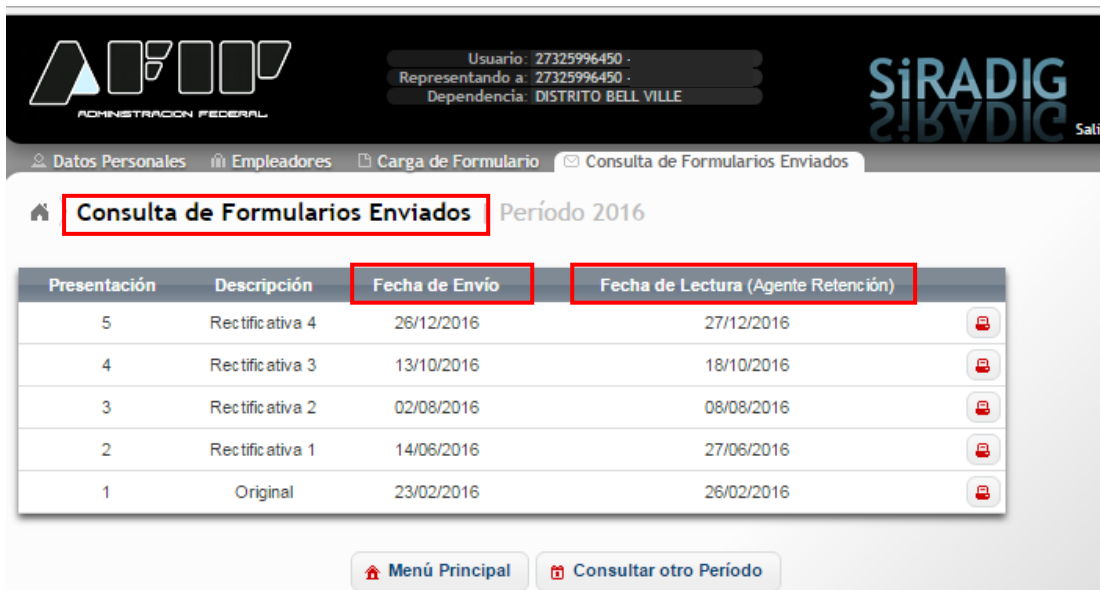 AFIP
ADMINISTRACION FEDERAL
Usuario: 27325996450 -
Representando a: 27325996450 -
Dependencia: DISTRITO BELL VILLE
SiRADIG
Sali
Datos Personales Empleadores Carga de Formulario Consulta de Formularios Enviados
Consulta de Formularios Enviados | Período 2016
Presentación Descripción Fecha de Envío Fecha de Lectura (Agente Retención)
5 Rectificativa 4 26/12/2016 27/12/2016
4 Rectificativa 3 13/10/2016 18/10/2016
3 Rectificativa 2 02/08/2016 08/08/2016
2 Rectificativa 1 14/06/2016 27/06/2016
1 Original 23/02/2016 26/02/2016
Menú Principal Consultar otro Período